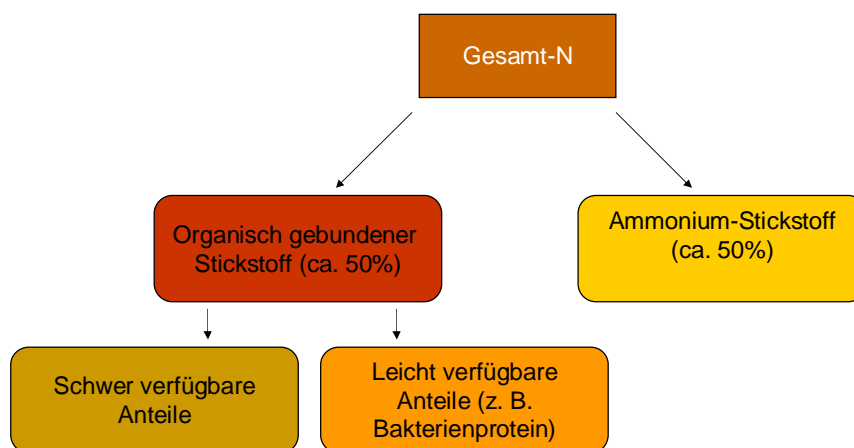 Gesamt-N
Organisch gebundener
Stickstoff (ca. 50%)
Ammonium-Stickstoff
(ca. 50%)
Schwer verfügbare
Anteile
Leicht verfügbare
Anteile (z. B.
Bakterienprotein)